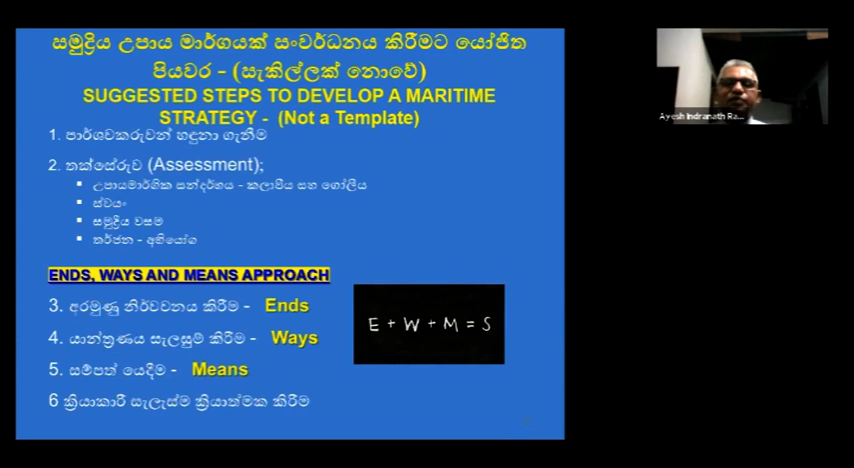 සමුද්‍රිය උපාය මාර්ගයක් සංවර්ධනය කිරීමට යෝජිත
පියවර – (සැකිල්ලක් නොවේ)
SUGGESTED STEPS TO DEVELOP A MARITIME
STRATEGY - (Not a Template)
1. පාර්ශවකරුවන් හඳුනා ගැනීම
2. තක්සේරුව (Assessment);
▪ උපායමාර්ගික සන්දර්ශය - කලාපීය සහ ගෝලීය
▪ ස්වයං
▪ සමුද්‍රිය වසම
▪ තර්ජන - අභියෝග
ENDS, WAYS AND MEANS APPROACH
3. අරමුණු නිර්වචනය කිරීම - Ends
4. යාන්ත්‍රණය සැලසුම් කිරීම - Ways
5. සම්පත් යෙදීම - Means
6 ක්‍රියාකාරී සැලැස්ම ක්‍රියාත්මක කිරීම
E + W + M = S
Ayesh Indranath Ra...